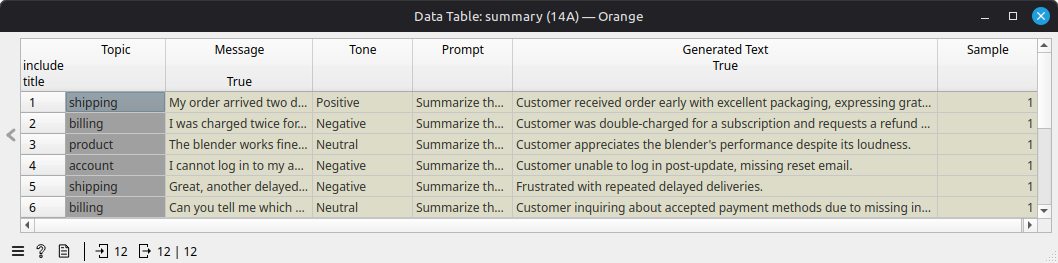 Data Table: summary (14A) — Orange
Topic Message Tone Prompt Generated Text Sample
include True
title True
1 shipping My order arrived two d... Positive Summarize th... Customer received order early with excellent packaging, expressing grat... 1
2 billing I was charged twice for... Negative Summarize th... Customer was double-charged for a subscription and requests a refund ... 1
3 product The blender works fine... Neutral Summarize th... Customer appreciates the blender's performance despite its loudness. 1
4 account I cannot log in to my a... Negative Summarize th... Customer unable to log in post-update, missing reset email. 1
5 shipping Great, another delayed... Negative Summarize th... Frustrated with repeated delayed deliveries. 1
6 billing Can you tell me which ... Neutral Summarize th... Customer inquiring about accepted payment methods due to missing in... 1
12 12 | 12